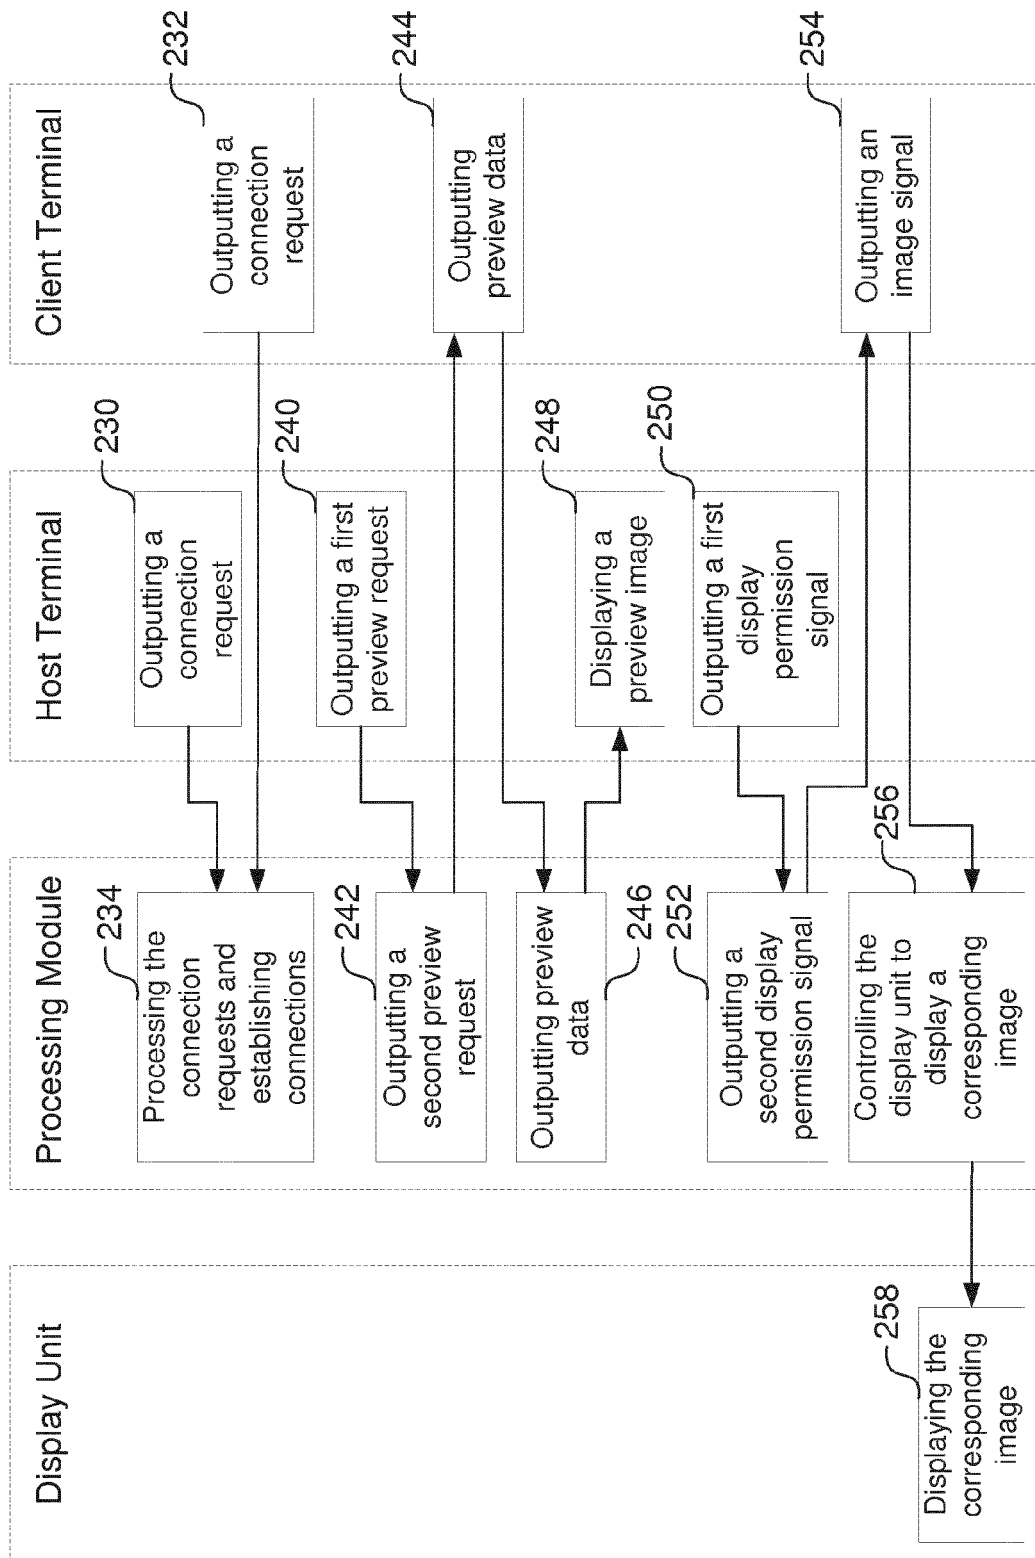 Display Unit
Processing Module
Host Terminal
Client Terminal
230
Outputting a
connection
request
232
Outputting a
connection
request
234
Processing the
connection
requests and
establishing
connections
240
Outputting a first
preview request
242
Outputting a
second preview
request
244
Outputting
preview data
246
Outputting preview
data
248
Displaying a
preview image
250
Outputting a first
display
permission
signal
252
Outputting a
second display
permission signal
254
Outputting an
image signal
256
Controlling the
display unit to
display a
corresponding
image
258
Displaying the
corresponding
image